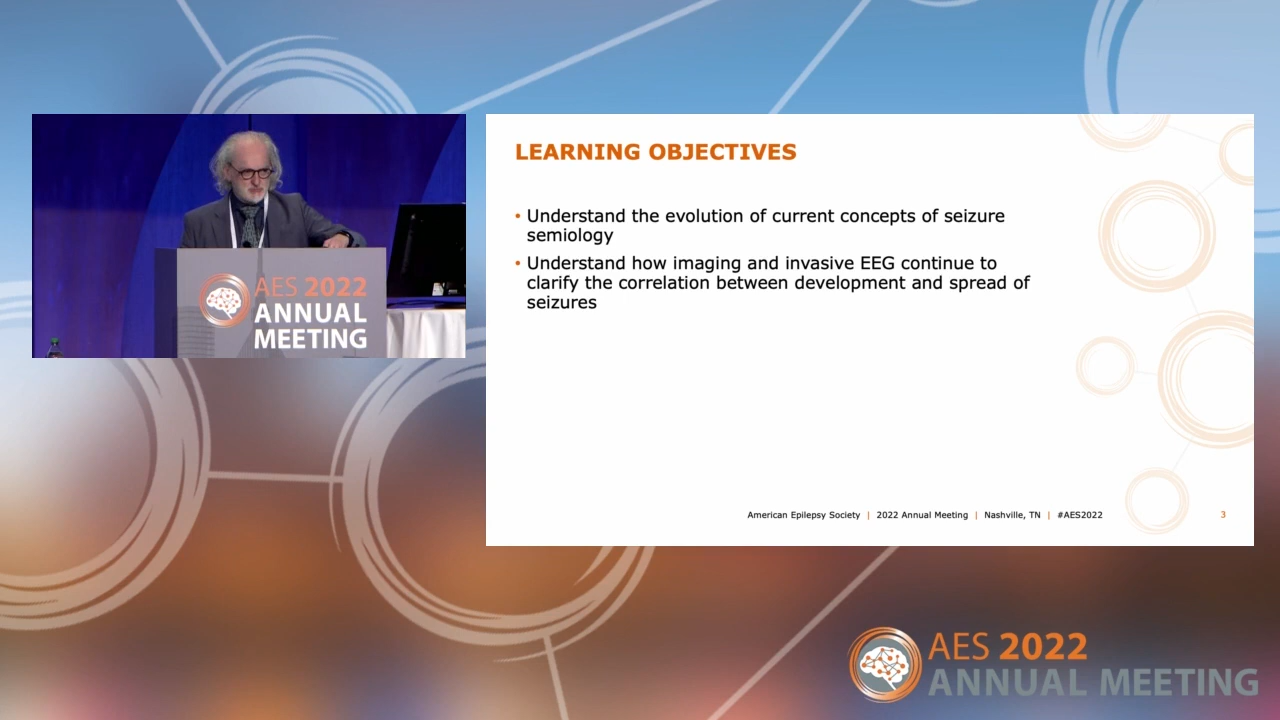 AES 2022
ANNUAL
MEETING
LEARNING OBJECTIVES
• Understand the evolution of current concepts of seizure
semiology
• Understand how imaging and invasive EEG continue to
clarify the correlation between development and spread of
seizures
American Epilepsy Society | 2022 Annual Meeting | Nashville, TN | #AES2022
3
AES 2022
ANNUAL MEETING